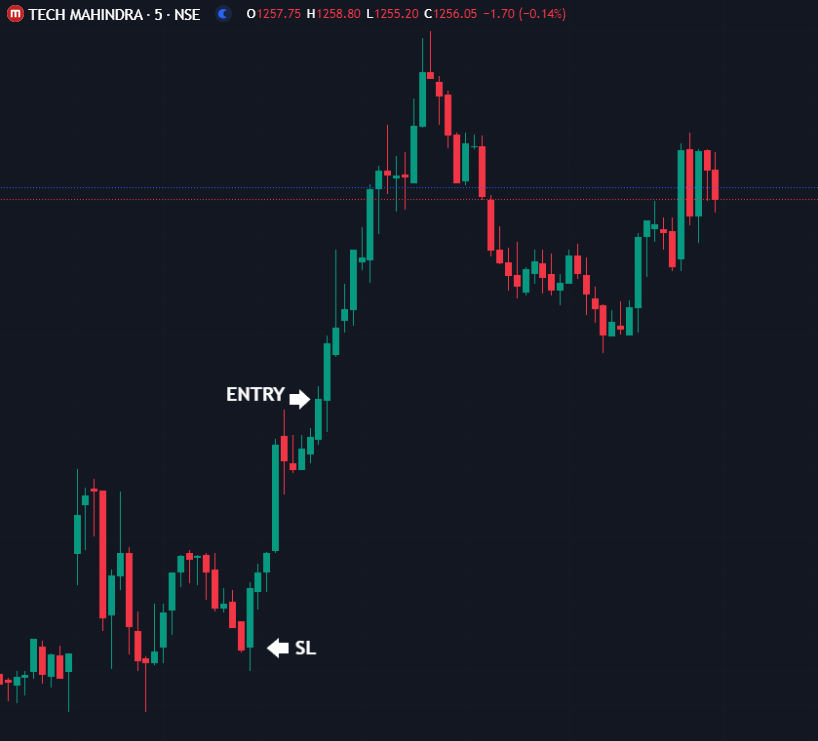 m TECH MAHINDRA · 5 · NSE O1257.75 H1258.80 L1255.20 C1256.05 −1.70 (−0.14%)
ENTRY
SL